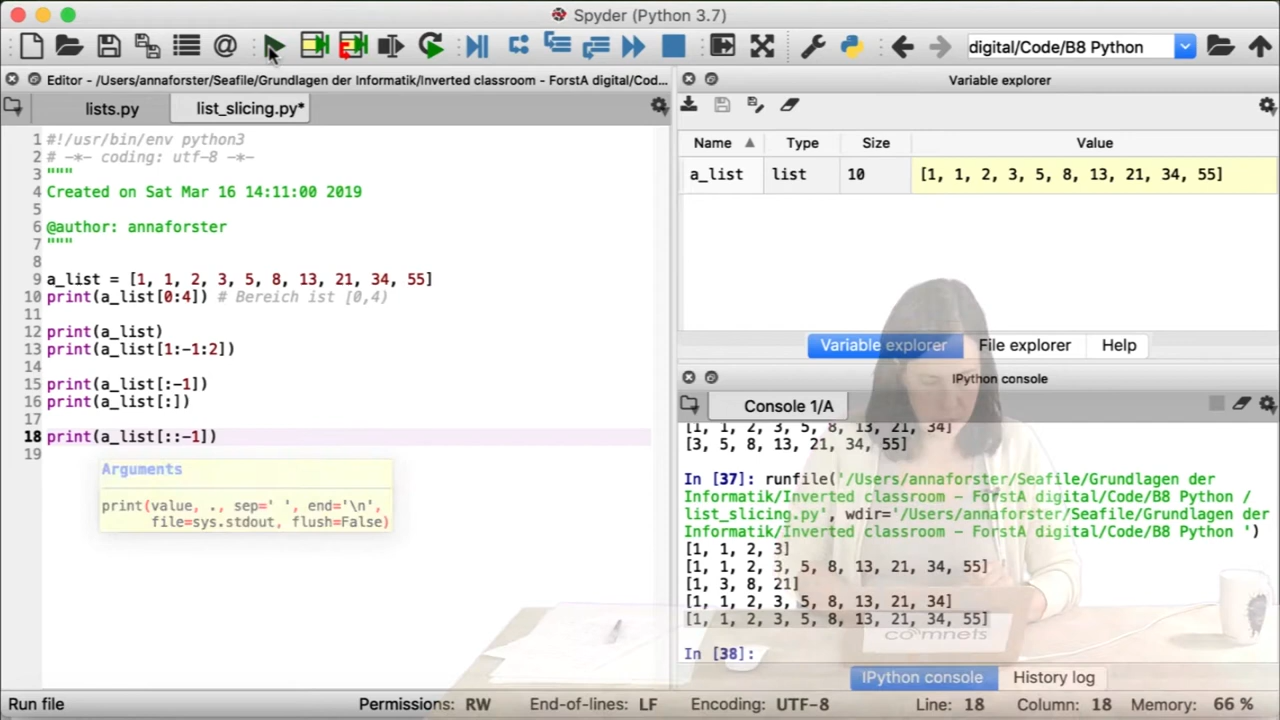 Spyder (Python 3.7)
digital/Code/B8 Python
Editor - /Users/annaforster/Seafile/Grundlagen der Informatik/Inverted classroom - ForstA digital/Cod...
Variable explorer
lists.py
list_slicing.py*
Name Type Size Value
a_list list 10 [1, 1, 2, 3, 5, 8, 13, 21, 34, 55]
1 #!/usr/bin/env python3
2 # -*- coding: utf-8 -*-
3 """
4 Created on Sat Mar 16 14:11:00 2019
5
6 @author: annaforster
7 """
8
9 a_list = [1, 1, 2, 3, 5, 8, 13, 21, 34, 55]
10 print(a_list[0:4]) # Bereich ist [0,4)
11
12 print(a_list)
13 print(a_list[1:-1:2])
14
15 print(a_list[:-1])
16 print(a_list[:])
17
18 print(a_list[::-1])
19
Arguments
print(value, ., sep=' ', end='\n',
file=sys.stdout, flush=False)
Variable explorer File explorer Help
IPython console
Console 1/A
[1, 1, 2, 3, 5, 8, 13, 21, 34]
[3, 5, 8, 13, 21, 34, 55]
In [37]: runfile('/Users/annaforster/Seafile/Grundlagen der
Informatik/Inverted classroom - ForstA digital/Code/B8 Python /
list_slicing.py', wdir='/Users/annaforster/Seafile/Grundlagen der
Informatik/Inverted classroom - ForstA digital/Code/B8 Python ')
[1, 1, 2, 3]
[1, 1, 2, 3, 5, 8, 13, 21, 34, 55]
[1, 3, 8, 21]
[1, 1, 2, 3, 5, 8, 13, 21, 34]
[1, 1, 2, 3, 5, 8, 13, 21, 34, 55]
comnets
In [38]:
IPython console History log
Run file Permissions: RW End-of-lines: LF Encoding: UTF-8 Line: 18 Column: 18 Memory: 66 %